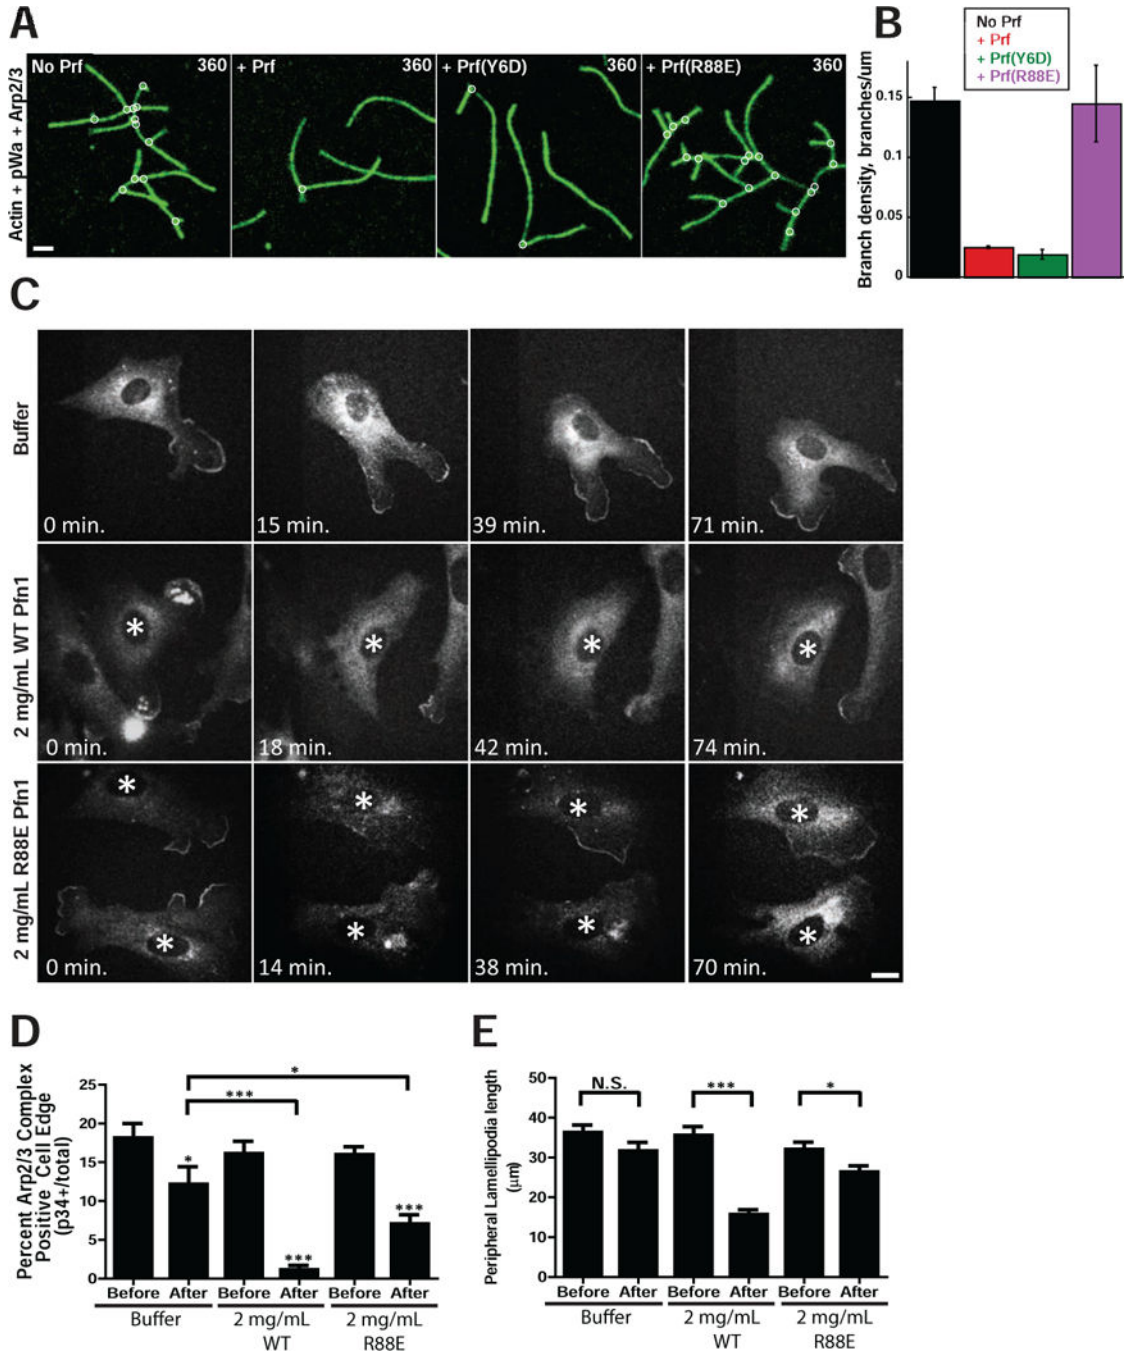 A
B
No Prf
+ Prf
+ Prf(Y6D)
+ Prf(R88E)
No Prf 360
+ Prf 360
+ Prf(Y6D) 360
+ Prf(R88E) 360
Actin + pWa + Arp2/3
Branch density, branches/um
0.15
0.1
0.05
0
C
Buffer
0 min.
15 min.
39 min.
71 min.
2 mg/mL WT Pfn1
*
*
*
*
0 min.
18 min.
42 min.
74 min.
2 mg/mL R88E Pfn1
*
*
*
*
*
*
*
*
0 min.
14 min.
38 min.
70 min.
D
Percent Arp2/3 Complex
Positive Cell Edge
(p34+/total)
25
20
15
10
5
0
*
***
*
***
***
Before After Before After Before After
Buffer
2 mg/mL
WT
2 mg/mL
R88E
E
Peripheral Lamellipodia length
(μm)
50
40
30
20
10
0
N.S.
***
*
Before After Before After Before After
Buffer
2 mg/mL
WT
2 mg/mL
R88E